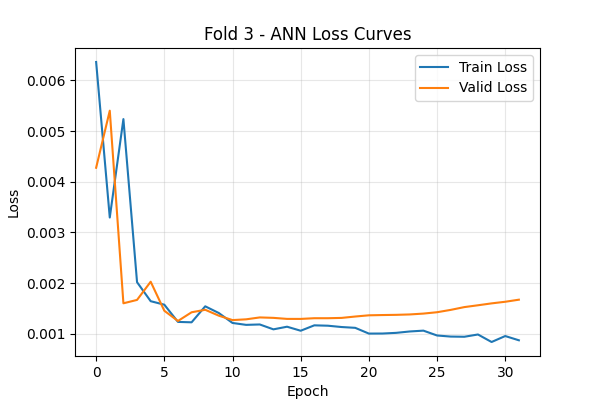 Fold 3 - ANN Loss Curves
Train Loss
Valid Loss
0.006
0.005
0.004
0.003
0.002
0.001
Loss
0 5 10 15 20 25 30
Epoch